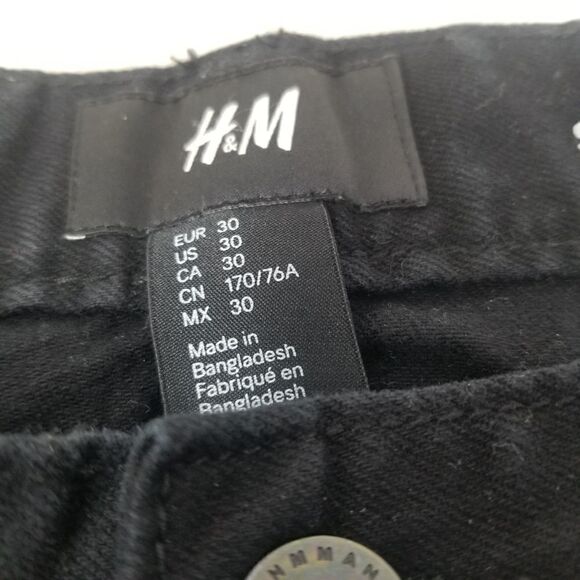 H&M
EUR 30
US 30
CA 30
CN 170/76A
MX 30
Made in
Bangladesh
Fabriqué en
Bangladesh